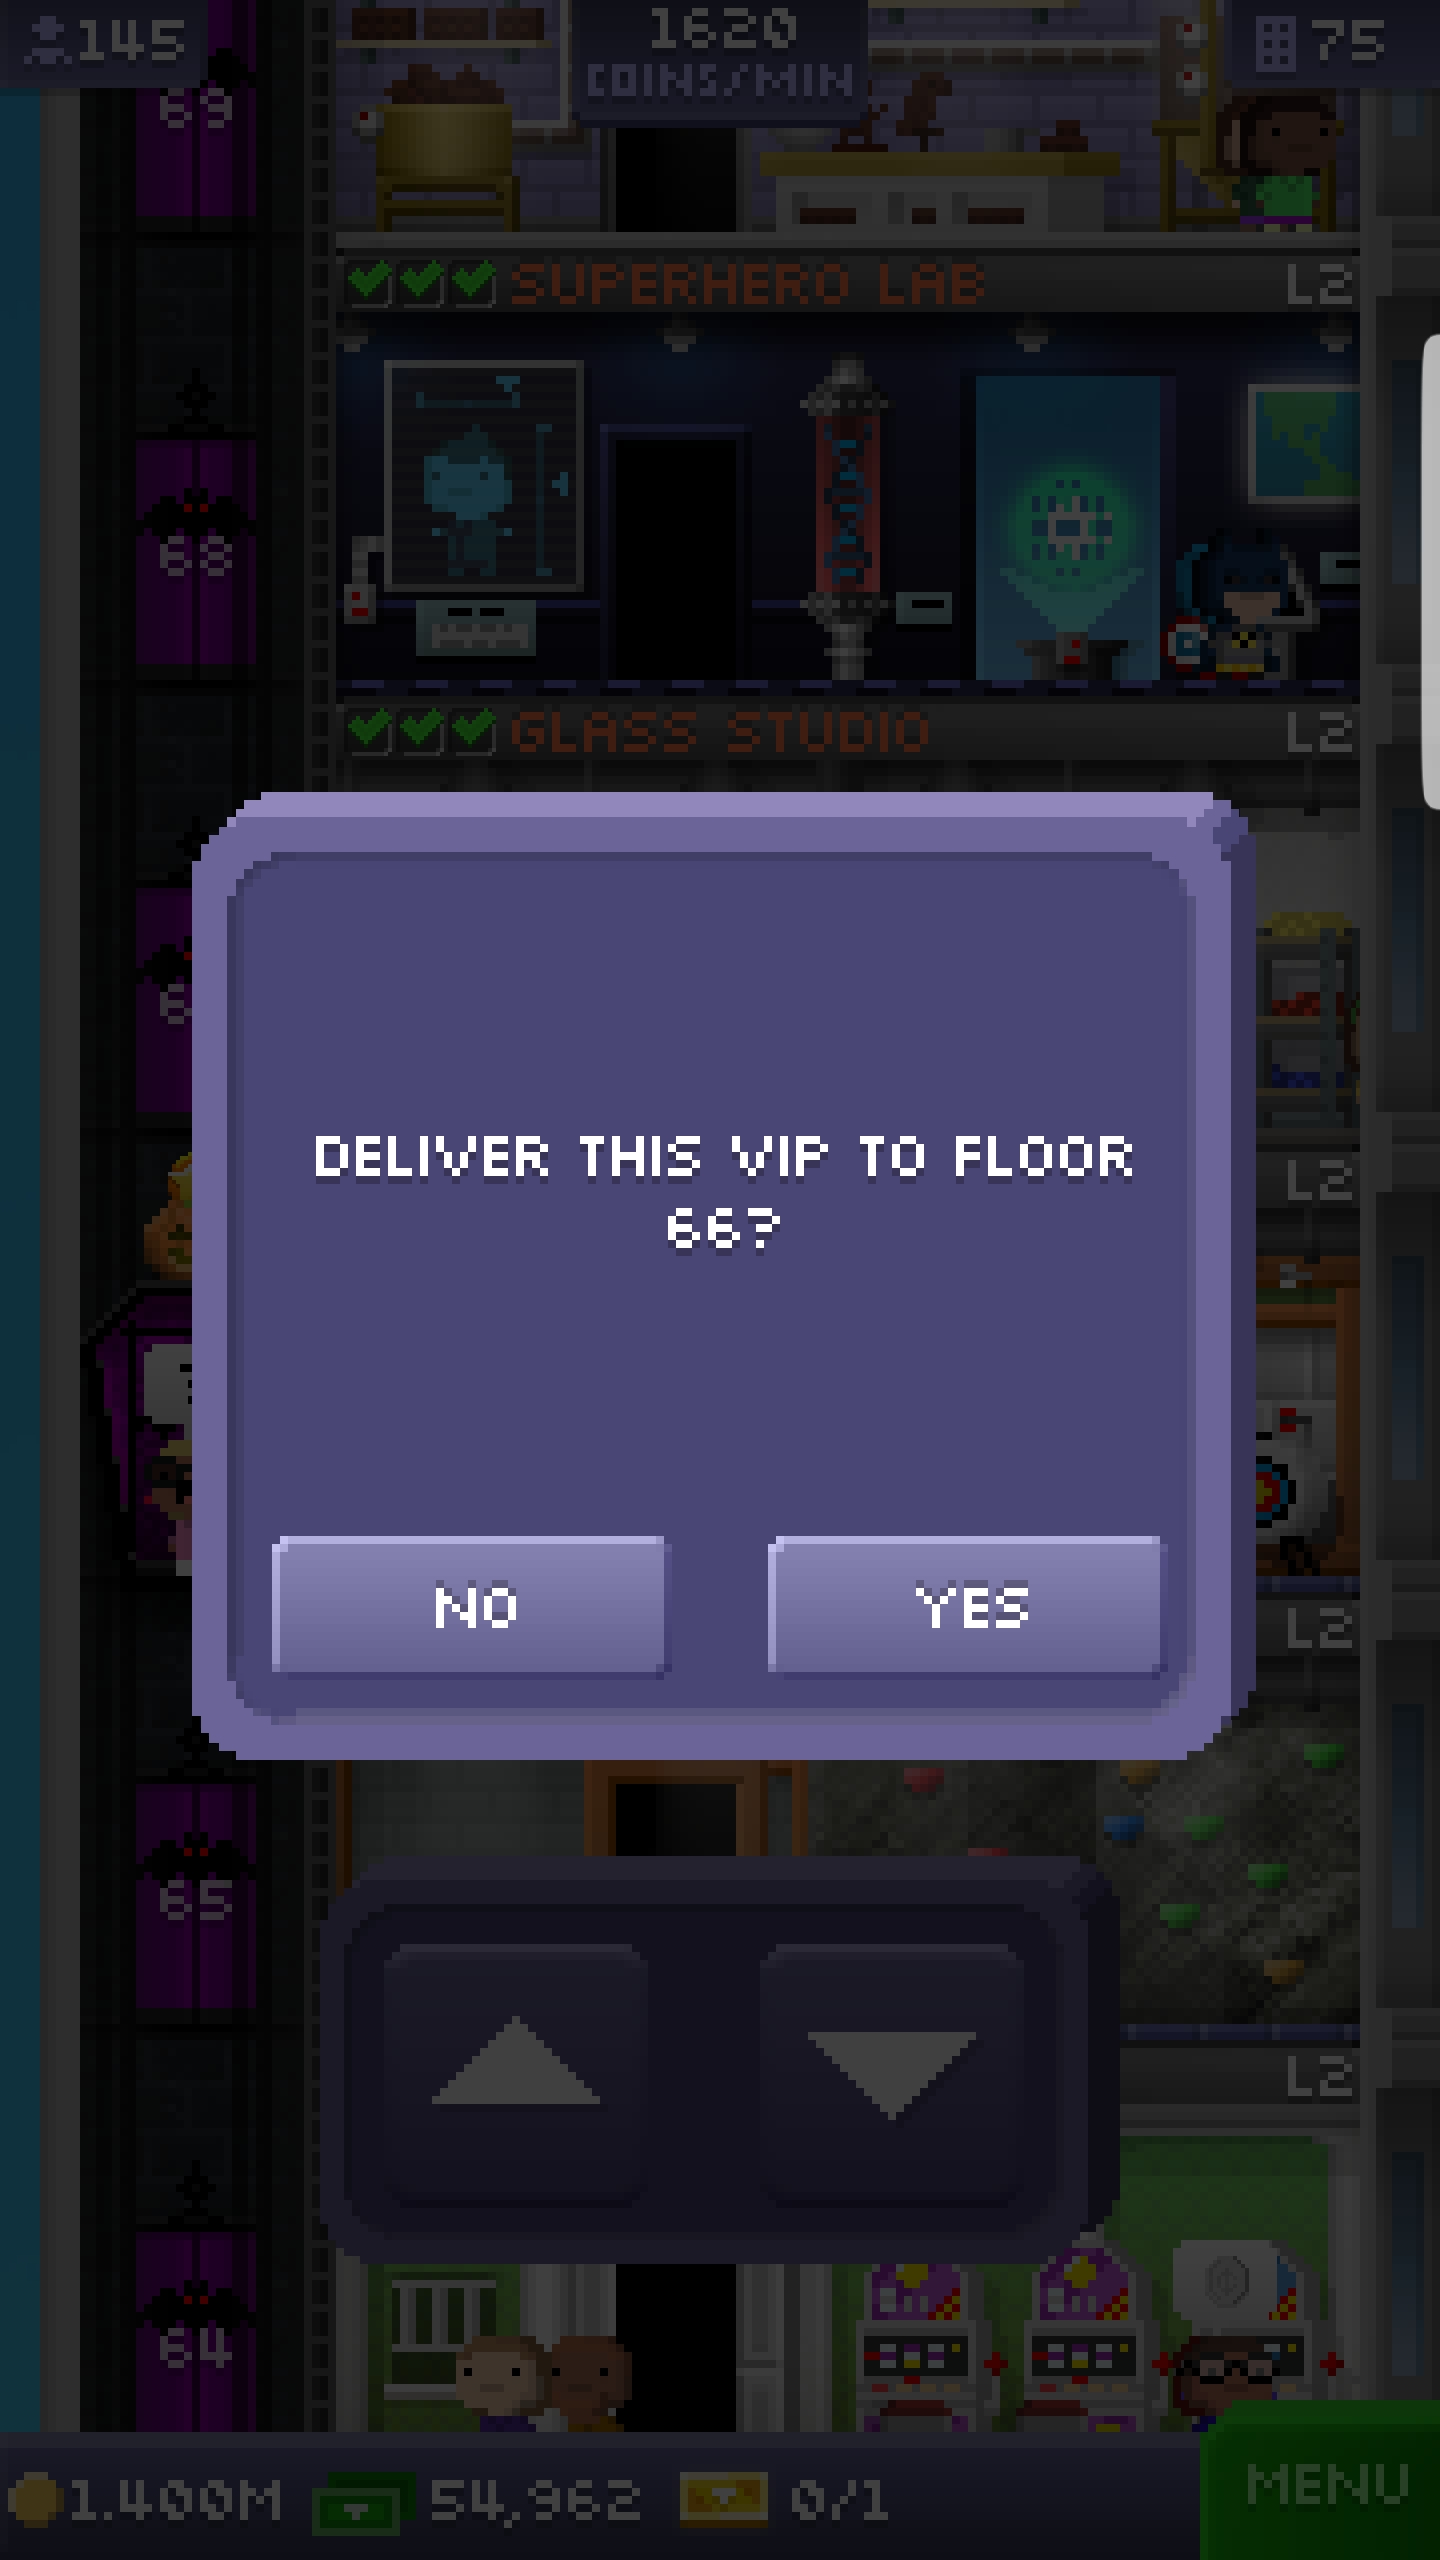 145
1620
COINS/MIN
75
69
SUPERHERO LAB
L2
68
GLASS STUDIO
L2
L2
DELIVER THIS VIP TO FLOOR
66?
NO
YES
L2
65
L2
64
1.400M
54,962
0/1
MENU